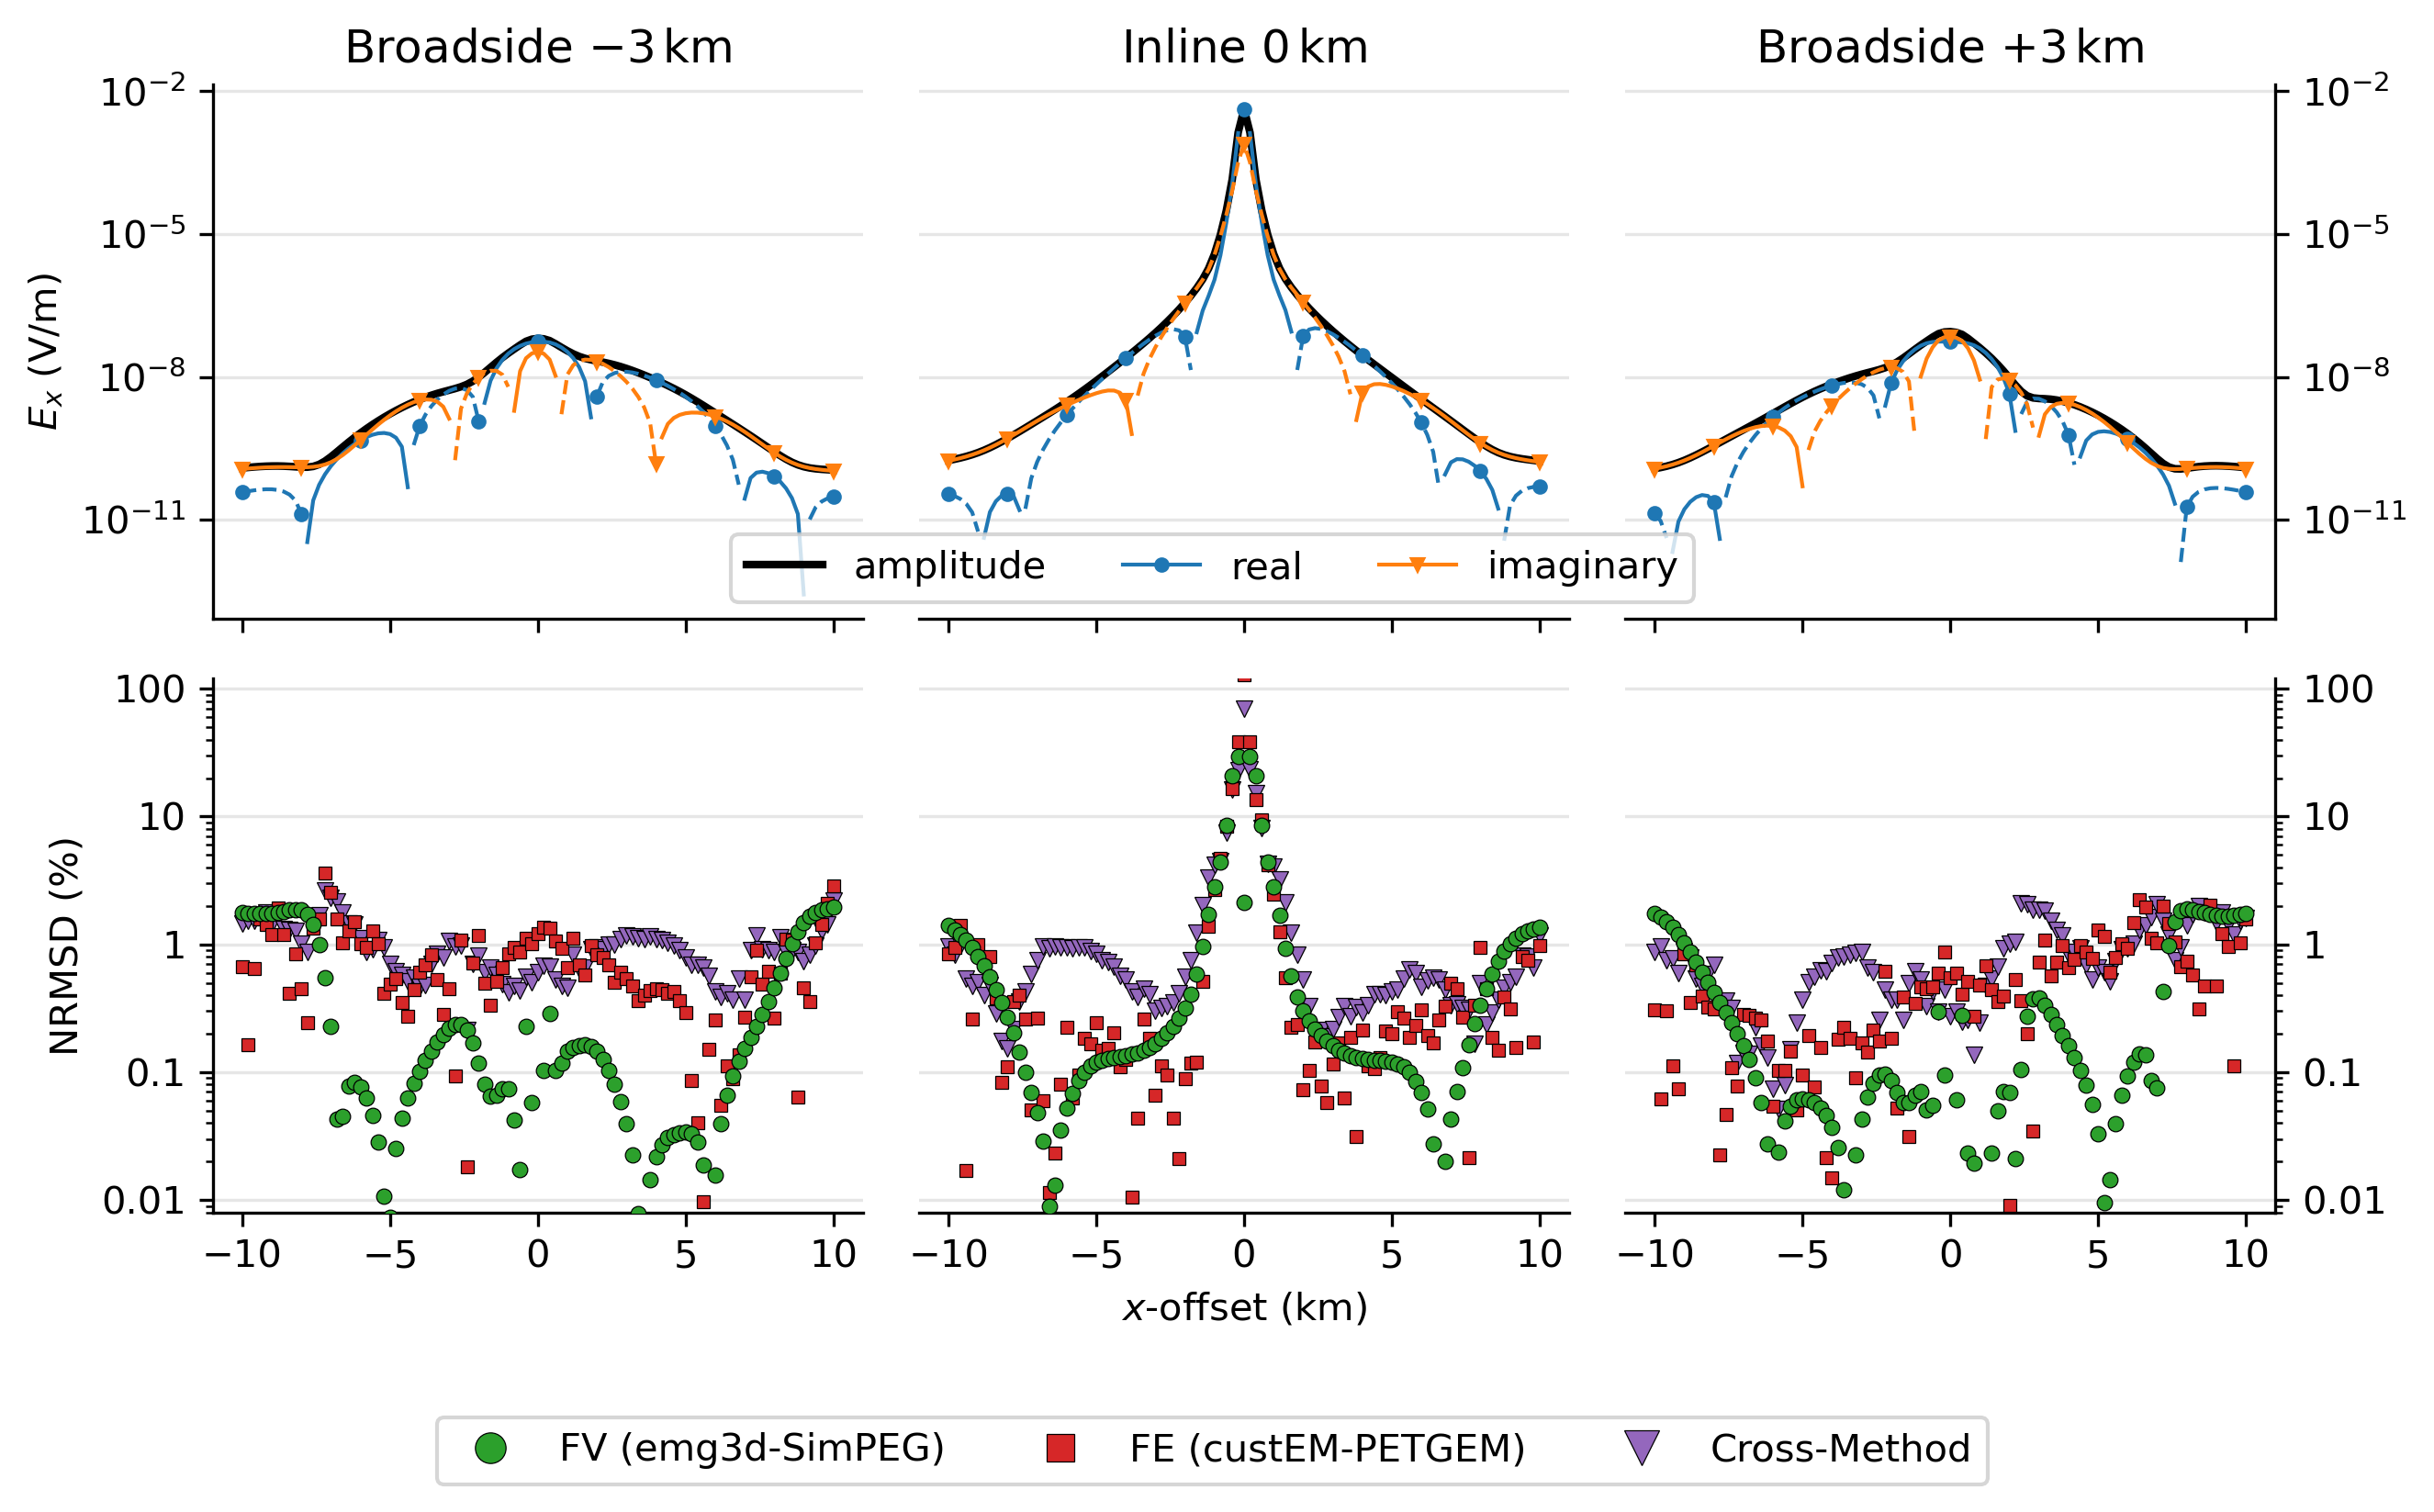 Broadside −3 km Inline 0 km Broadside +3 km
10⁻² 10⁻²
10⁻⁵ 10⁻⁵
Eₓ (V/m)
10⁻⁸ 10⁻⁸
10⁻¹¹ 10⁻¹¹
amplitude real imaginary
100 100
10 10
NRMSD (%)
1 1
0.1 0.1
0.01 0.01
−10 −5 0 5 10 −10 −5 0 5 10 −10 −5 0 5 10
x-offset (km)
FV (emg3d-SimPEG) FE (custEM-PETGEM) Cross-Method